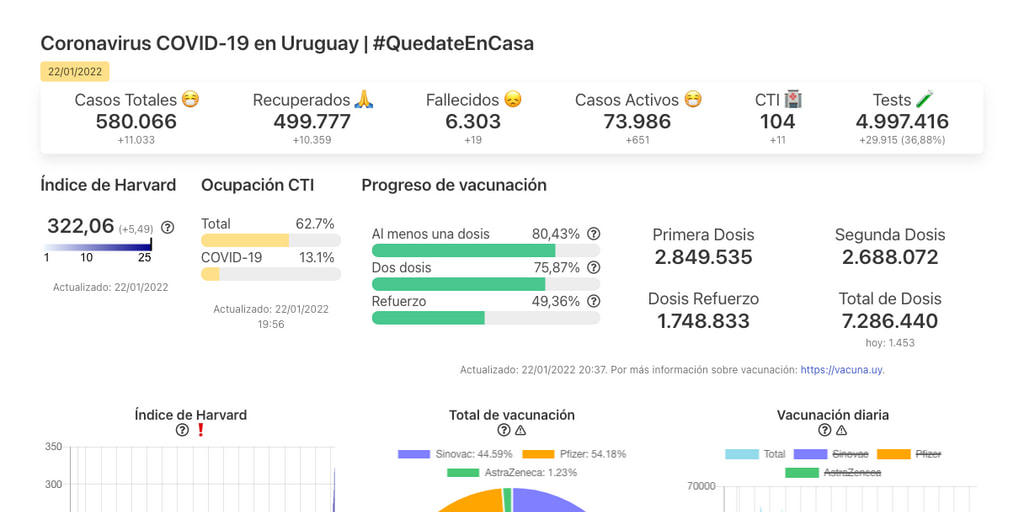 Coronavirus COVID-19 en Uruguay | #QuedateEnCasa
22/01/2022
Casos Totales 😷 Recuperados 🙏 Fallecidos 😞 Casos Activos 😷 CTI 🏥 Tests 🧪
580.066 499.777 6.303 73.986 104 4.997.416
+11.033 +10.359 +19 +651 +11 +29.915 (36,88%)
Índice de Harvard
322,06 (+5,49) ?
1 10 25
Actualizado: 22/01/2022
Ocupación CTI
Total 62.7%
COVID-19 13.1%
Actualizado: 22/01/2022
19:56
Progreso de vacunación
Al menos una dosis 80,43% ?
Dos dosis 75,87% ?
Refuerzo 49,36% ?
Primera Dosis
2.849.535
Segunda Dosis
2.688.072
Dosis Refuerzo
1.748.833
Total de Dosis
7.286.440
hoy: 1.453
Actualizado: 22/01/2022 20:37. Por más información sobre vacunación: https://vacuna.uy.
Índice de Harvard
? ❗
350
300
Total de vacunación
? ⚠
Sinovac: 44.59% Pfizer: 54.18%
AstraZeneca: 1.23%
Vacunación diaria
? ⚠
Total Sinovac Pfizer
AstraZeneca
70000